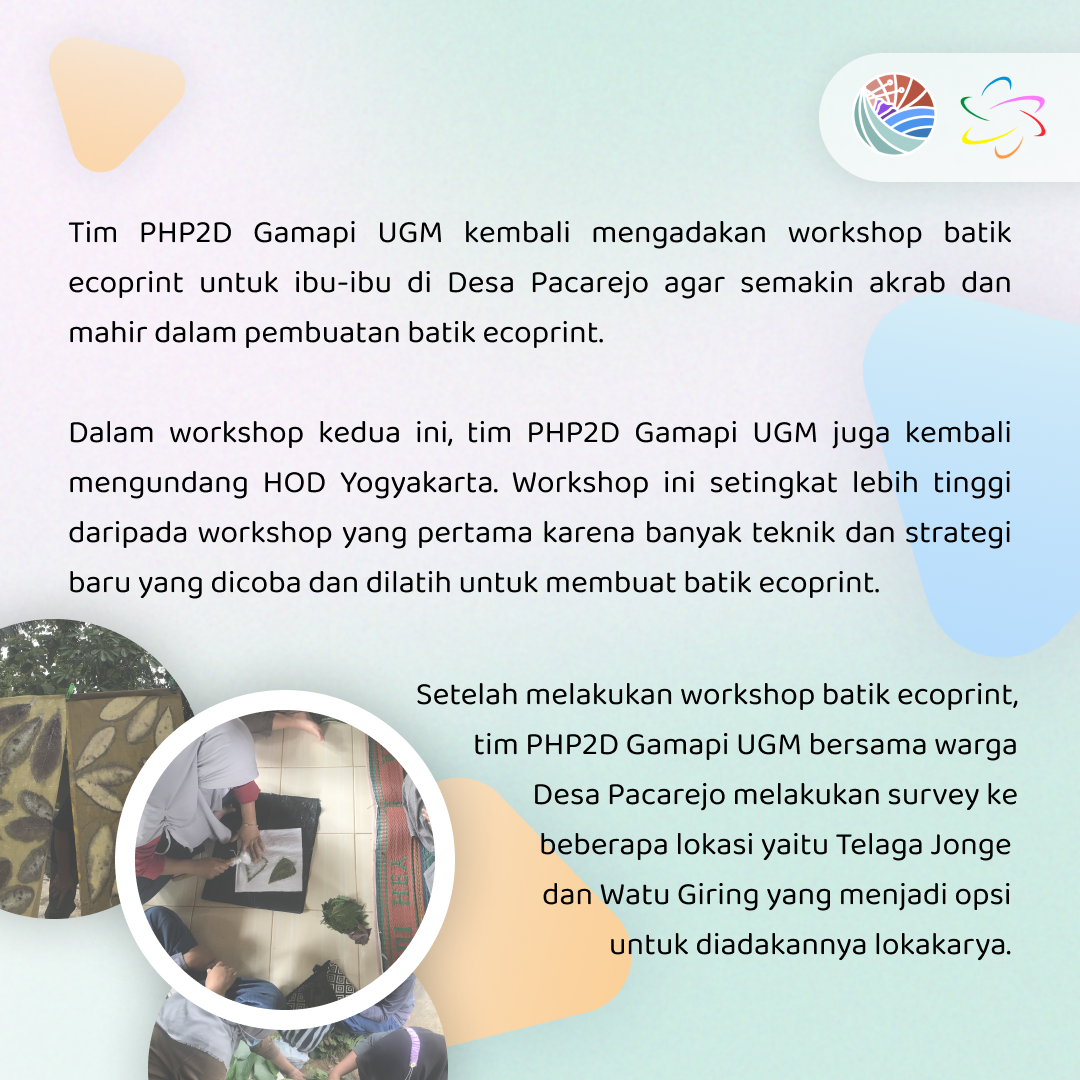 Tim PHP2D Gamapi UGM kembali mengadakan workshop batik
ecoprint untuk ibu-ibu di Desa Pacarejo agar semakin akrab dan
mahir dalam pembuatan batik ecoprint.
Dalam workshop kedua ini, tim PHP2D Gamapi UGM juga kembali
mengundang HOD Yogyakarta. Workshop ini setingkat lebih tinggi
daripada workshop yang pertama karena banyak teknik dan strategi
baru yang dicoba dan dilatih untuk membuat batik ecoprint.
Setelah melakukan workshop batik ecoprint,
tim PHP2D Gamapi UGM bersama warga
Desa Pacarejo melakukan survey ke
beberapa lokasi yaitu Telaga Jonge
dan Watu Giring yang menjadi opsi
untuk diadakannya lokakarya.